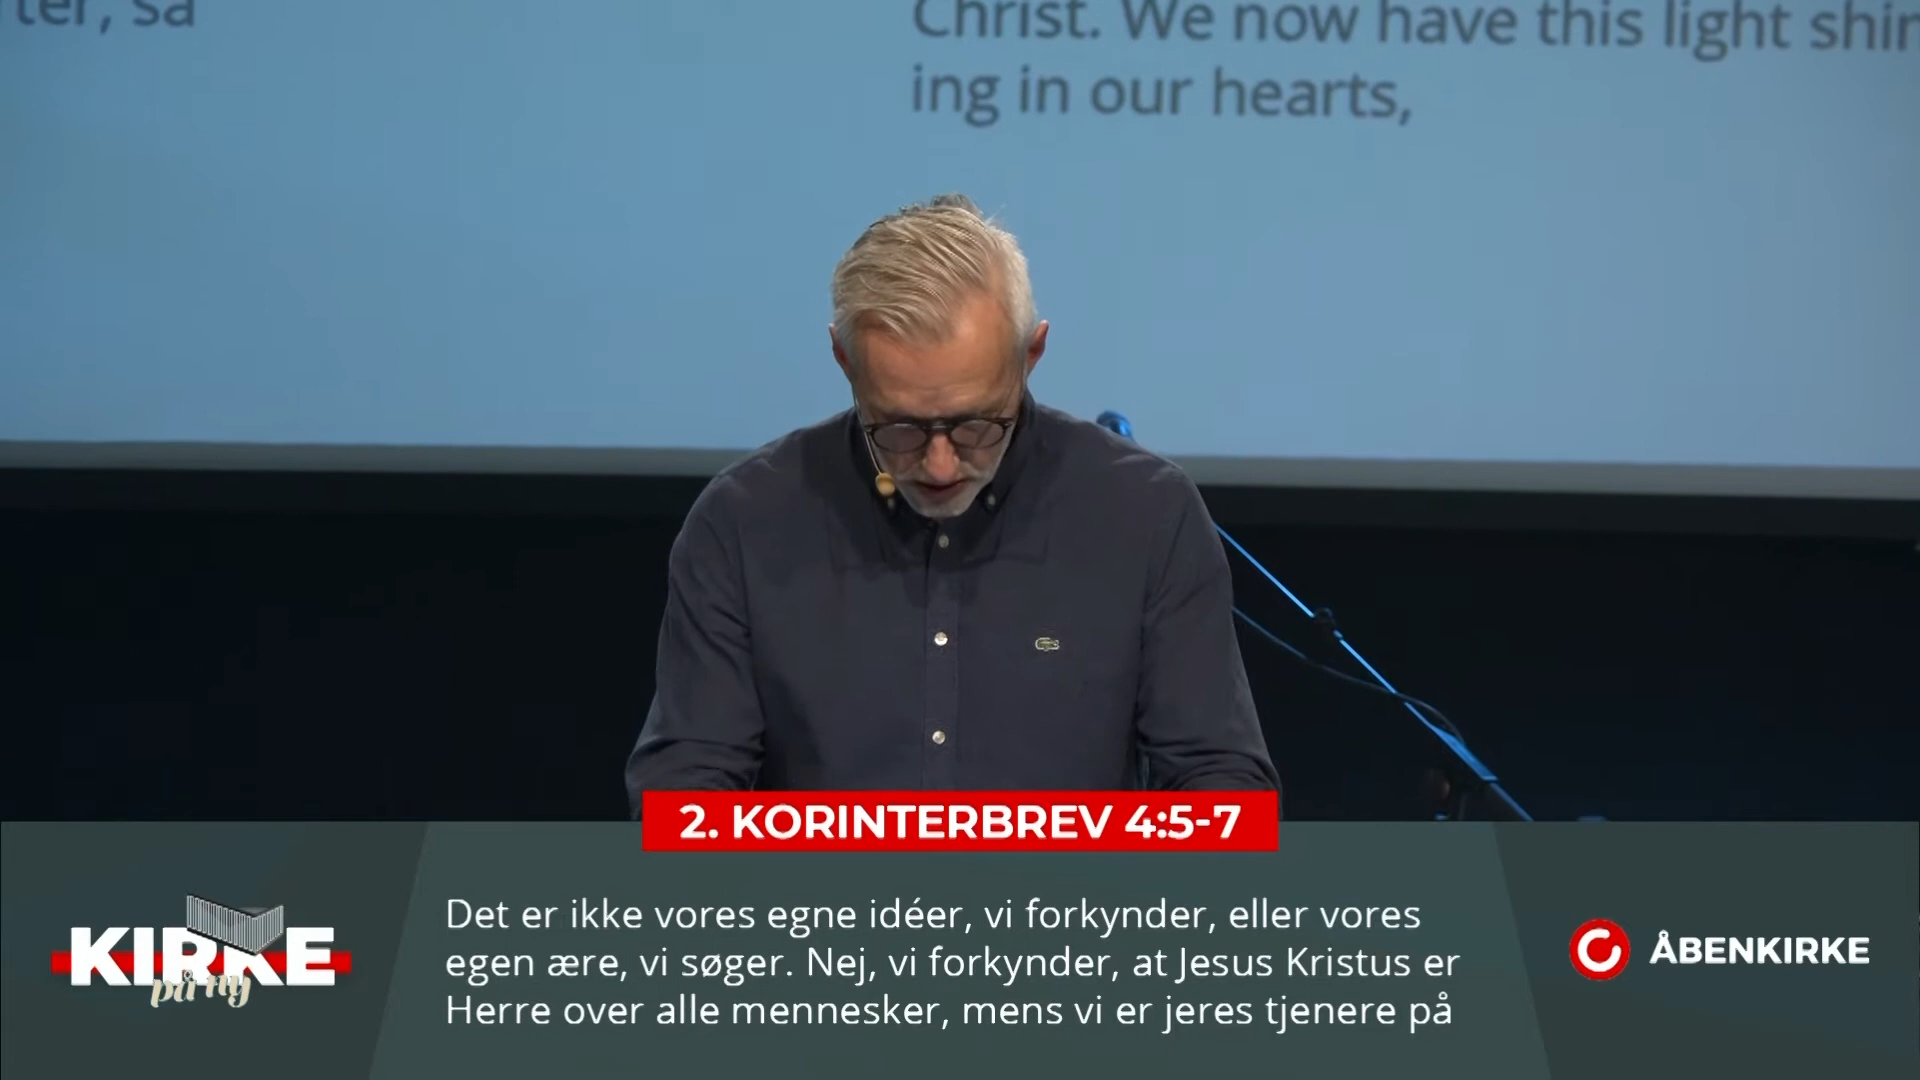 ter, så
Christ. We now have this light shin
ing in our hearts,
2. KORINTERBREV 4:5-7
Det er ikke vores egne idéer, vi forkynder, eller vores
egen ære, vi søger. Nej, vi forkynder, at Jesus Kristus er
Herre over alle mennesker, mens vi er jeres tjenere på
KIRKE
på ny
ÅBENKIRKE